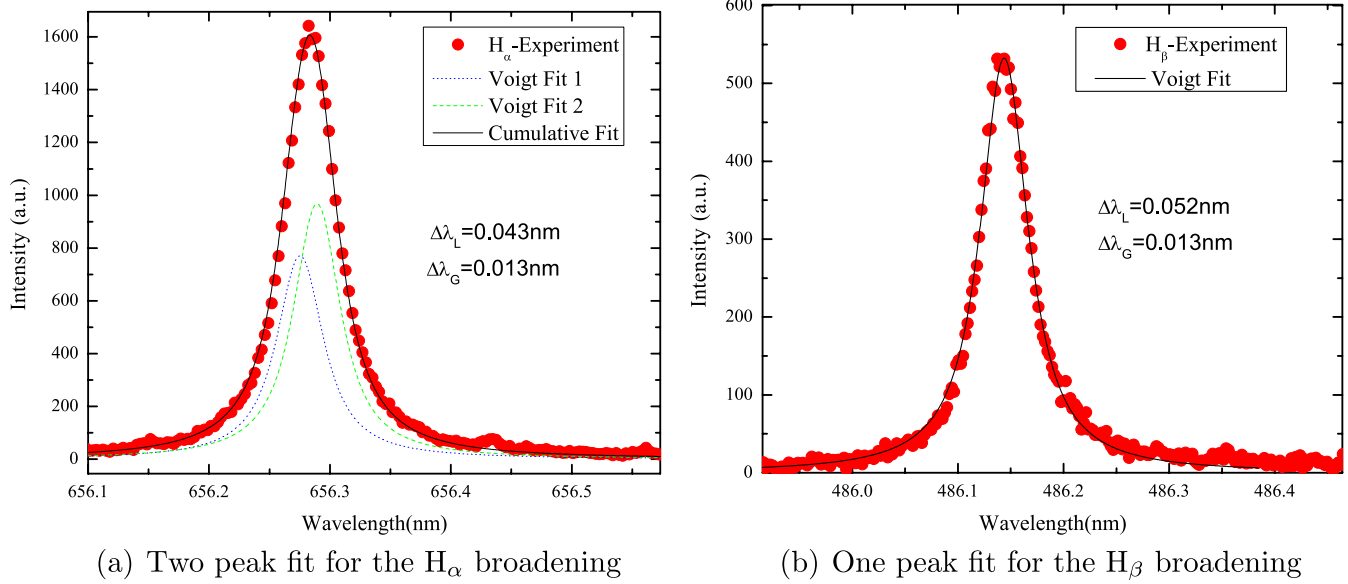 1600
1400
1200
1000
800
600
400
200
0
Intensity (a.u.)
656.1 656.2 656.3 656.4 656.5
Wavelength(nm)
Hα-Experiment
Voigt Fit 1
Voigt Fit 2
Cumulative Fit
ΔλL=0.043nm
ΔλG=0.013nm
(a) Two peak fit for the Hα broadening
600
500
400
300
200
100
0
Intensity (a.u.)
486.0 486.1 486.2 486.3 486.4
Wavelength(nm)
Hβ-Experiment
Voigt Fit
ΔλL=0.052nm
ΔλG=0.013nm
(b) One peak fit for the Hβ broadening